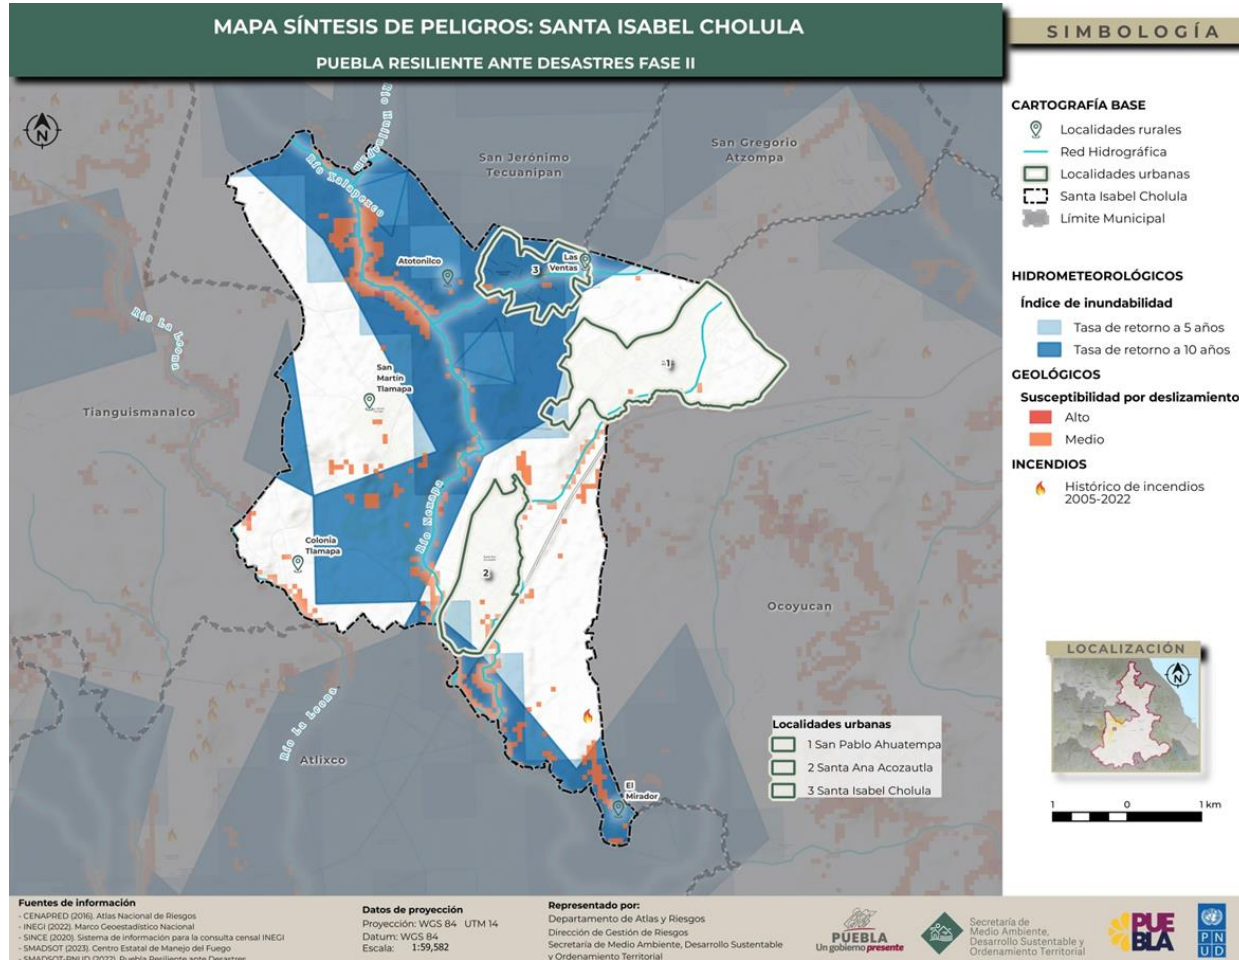 MAPA SÍNTESIS DE PELIGROS: SANTA ISABEL CHOLULA
PUEBLA RESILIENTE ANTE DESASTRES FASE II
SIMBOLOGÍA
CARTOGRAFÍA BASE
Localidades rurales
Red Hidrográfica
Localidades urbanas
Santa Isabel Cholula
Límite Municipal
HIDROMETEOROLÓGICOS
Índice de inundabilidad
Tasa de retorno a 5 años
Tasa de retorno a 10 años
GEOLÓGICOS
Susceptibilidad por deslizamiento
Alto
Medio
INCENDIOS
Histórico de incendios
2005-2022
LOCALIZACIÓN
N
1 0 1 km
N
Río Xalapexco
San Jerónimo
Tecuanipan
San Gregorio
Atzompa
Atotonilco
Las
Ventas
3
Río La Leona
1
San
Martín
Tlamapa
Tianguismanalco
Río Nexapa
Colonia
Tlamapa
2
Ocoyucan
Río La Leona
Atlixco
El
Mirador
Localidades urbanas
1 San Pablo Ahuatempa
2 Santa Ana Acozautla
3 Santa Isabel Cholula
Fuentes de información
- CENAPRED (2016). Atlas Nacional de Riesgos
- INEGI (2022). Marco Geoestadístico Nacional
- SINCE (2020). Sistema de información para la consulta censal INEGI
- SMADSOT (2023). Centro Estatal de Manejo del Fuego
- SMADSOT-PNUD (2022). Puebla Resiliente ante Desastres
Datos de proyección
Proyección: WGS 84 UTM 14
Datum: WGS 84
Escala: 1:59,582
Representado por:
Departamento de Atlas y Riesgos
Dirección de Gestión de Riesgos
Secretaría de Medio Ambiente, Desarrollo Sustentable
y Ordenamiento Territorial
PUEBLA
Un gobierno presente
Secretaría de
Medio Ambiente,
Desarrollo Sustentable y
Ordenamiento Territorial
PUE
BLA
PN
UD